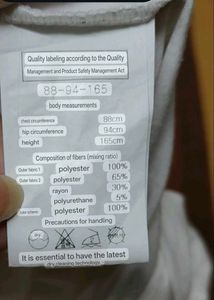 Quality labeling according to the Quality
Management and Product Safety Management Act
88-94-165
body measurements
chest circumference 88cm
hip circumference 94cm
height 165cm
Composition of fibers (mixing ratio)
Outer fabric 1 polyester 100%
Outer fabric 2 polyester 65%
rayon 30%
polyurethane 5%
polyester 100%
Precautions for handling
dry
It is essential to have the latest
dry cleaning technology